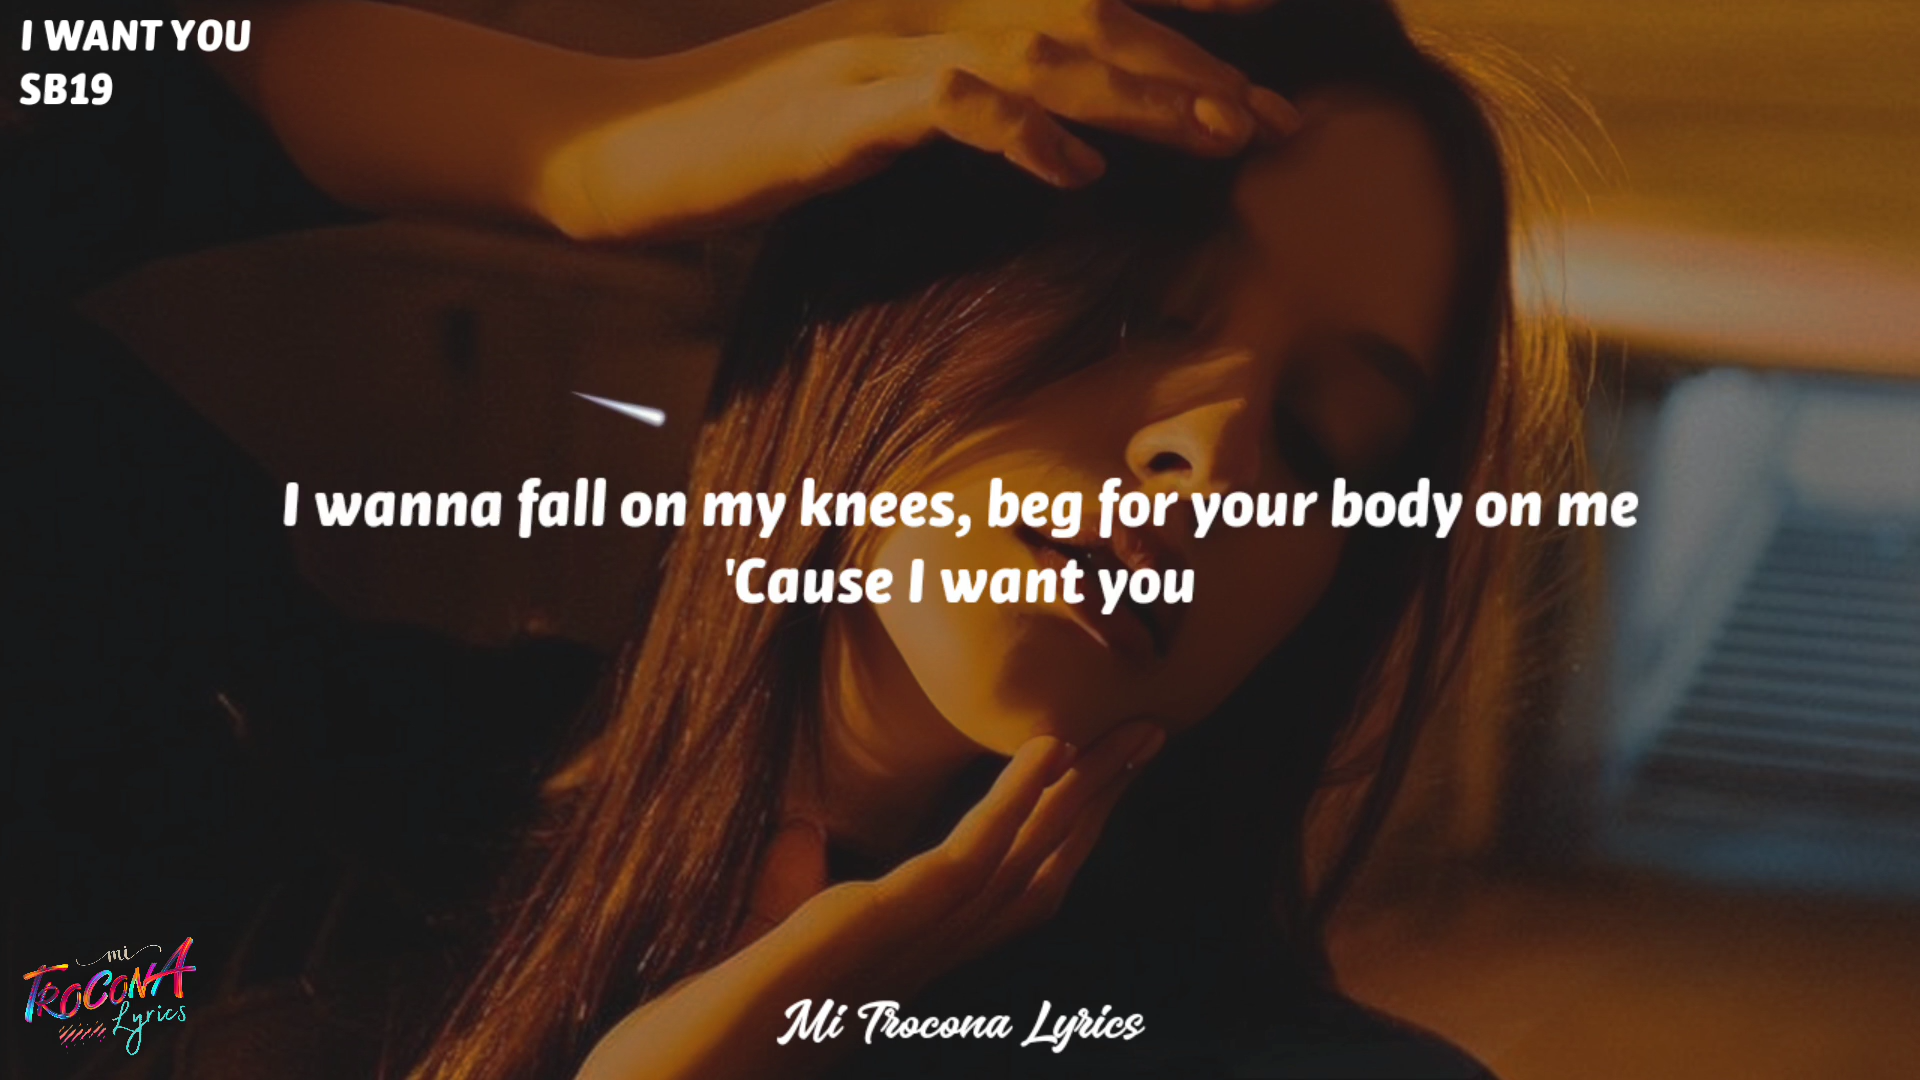 I WANT YOU
SB19
I wanna fall on my knees, beg for your body on me
'Cause I want you
mi
TROCONA
Lyrics
Mi Trocona Lyrics